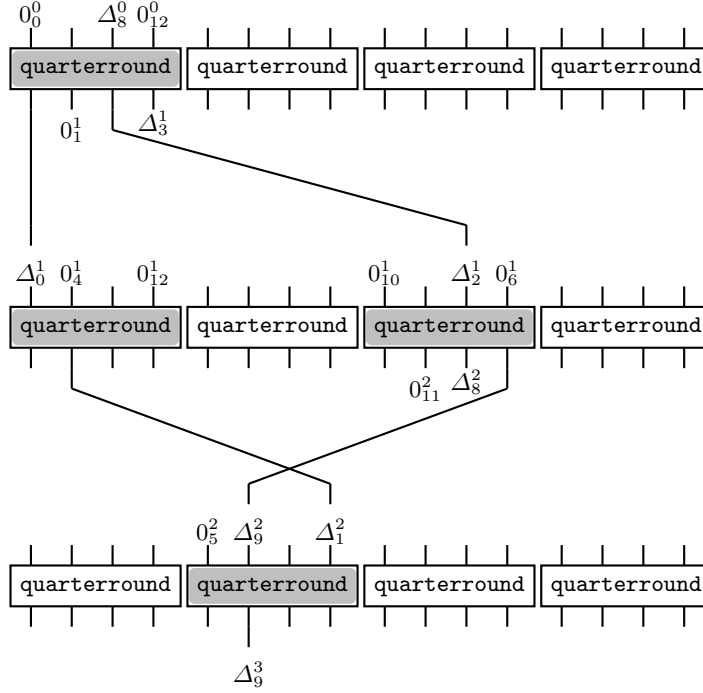 0_0^0 Δ_8^0 0_12^0
quarterround quarterround quarterround quarterround
0_1^1 Δ_3^1
Δ_0^1 0_4^1 0_12^1 0_10^1 Δ_2^1 0_6^1
quarterround quarterround quarterround quarterround
0_11^2 Δ_8^2
0_5^2 Δ_9^2 Δ_1^2
quarterround quarterround quarterround quarterround
Δ_9^3